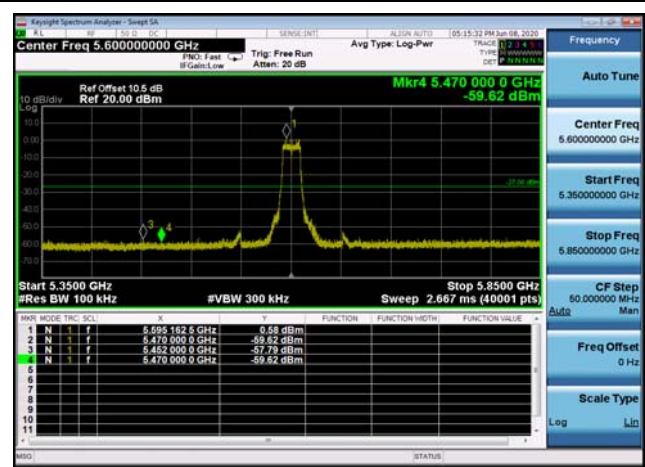 Keysight Spectrum Analyzer - Swept SA
RL RF 50 Ω DC SENSE:INT ALIGN AUTO 05:15:32 PM Jun 08, 2020
Center Freq 5.600000000 GHz
PNO: Fast Trig: Free Run Avg Type: Log-Pwr TRACE 1 2 3 4 5 6
IFGain:Low Atten: 20 dB TYPE
DET P N N N N N
Frequency
Auto Tune
Mkr4 5.470 000 0 GHz
-59.62 dBm
Ref Offset 10.5 dB
10 dB/div Ref 20.00 dBm
Log
10.0
0.00
-10.0
-20.0
-30.0
-40.0
-50.0
-60.0
-70.0
1
3
4
-27.00 dBm
Start 5.3500 GHz Stop 5.8500 GHz
#Res BW 100 kHz #VBW 300 kHz Sweep 2.667 ms (40001 pts)
MKR MODE TRC SCL X Y FUNCTION FUNCTION WIDTH FUNCTION VALUE
1 N 1 f 5.595 162 5 GHz 0.58 dBm
2 N 1 f 5.470 000 0 GHz -59.62 dBm
3 N 1 f 5.452 000 0 GHz -57.79 dBm
4 N 1 f 5.470 000 0 GHz -59.62 dBm
5
6
7
8
9
10
11
Center Freq
5.600000000 GHz
Start Freq
5.350000000 GHz
Stop Freq
5.850000000 GHz
CF Step
50.000000 MHz
Auto Man
Freq Offset
0 Hz
Scale Type
Log Lin
MSG STATUS